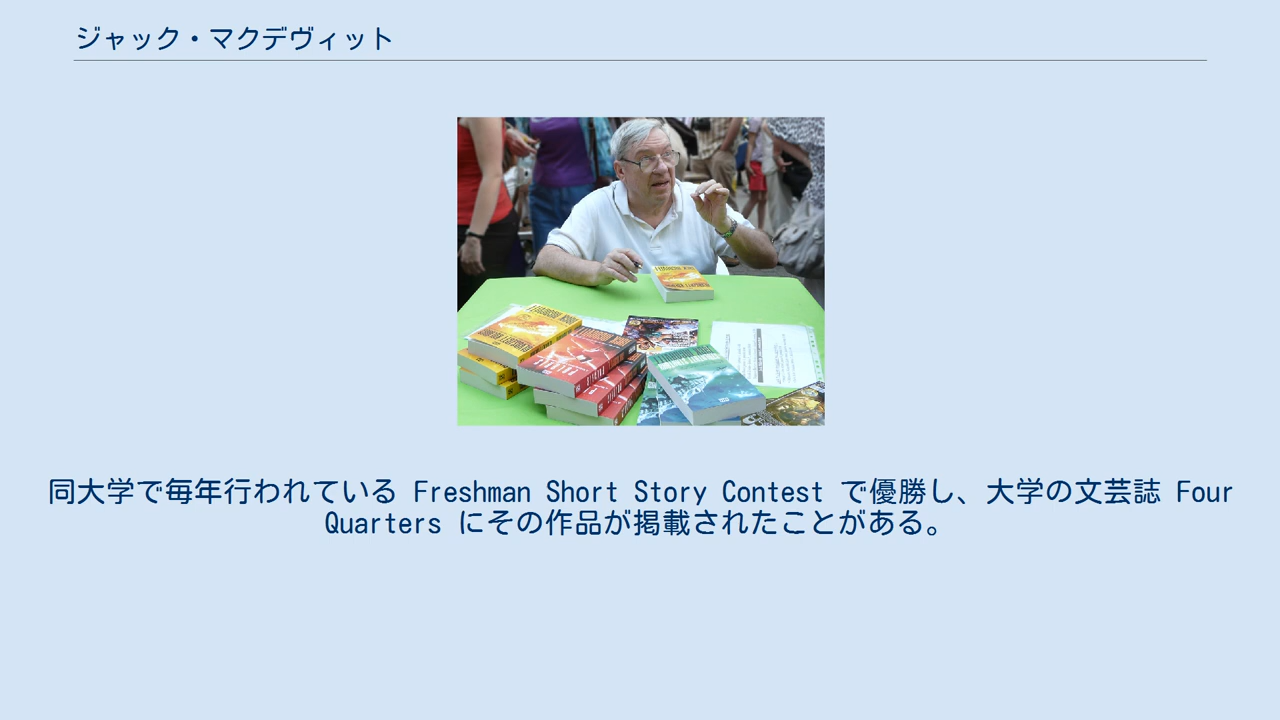 ジャック・マクデヴィット
同大学で毎年行われている Freshman Short Story Contest で優勝し、大学の文芸誌 Four
Quarters にその作品が掲載されたことがある。